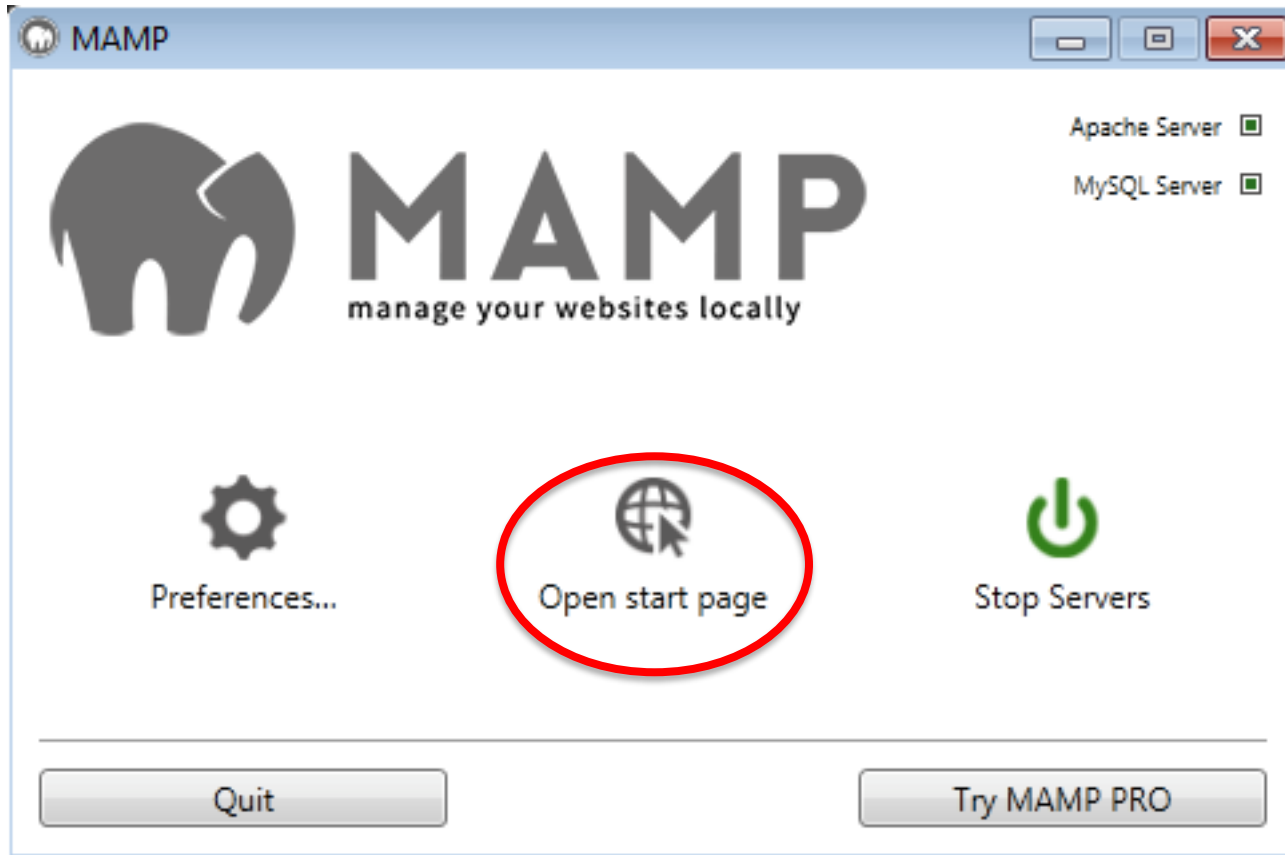 MAMP
Apache Server
MySQL Server
MAMP
manage your websites locally
Preferences...
Open start page
Stop Servers
Quit
Try MAMP PRO